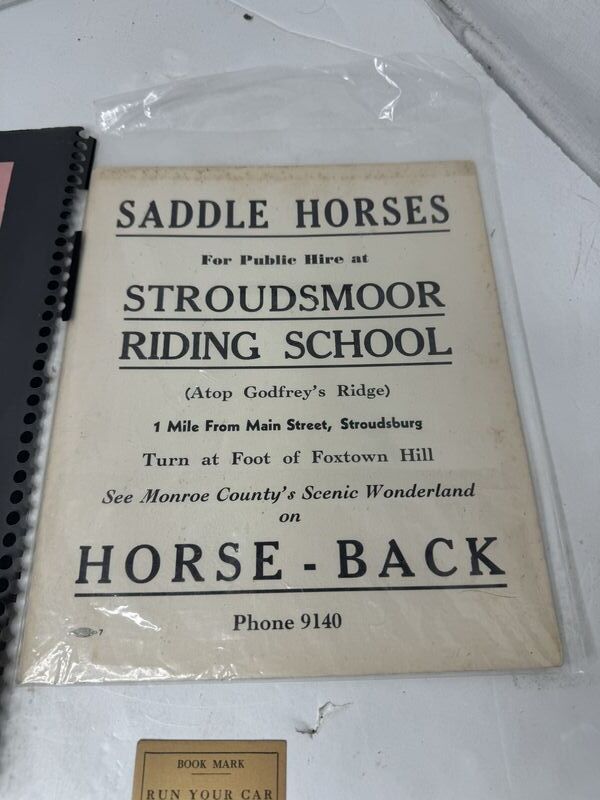 SADDLE HORSES
For Public Hire at
STROUDSMOOR
RIDING SCHOOL
(Atop Godfrey's Ridge)
1 Mile From Main Street, Stroudsburg
Turn at Foot of Foxtown Hill
See Monroe County's Scenic Wonderland
on
HORSE - BACK
Phone 9140
7
BOOK MARK
RUN YOUR CAR